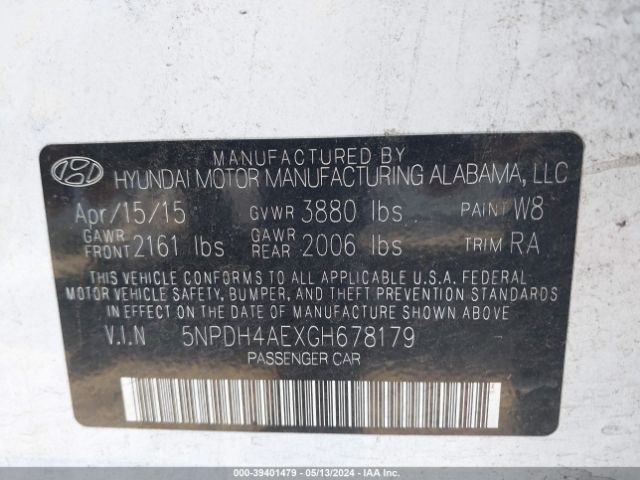 MANUFACTURED BY
HYUNDAI MOTOR MANUFACTURING ALABAMA, LLC
Apr/15/15 GVWR 3880 lbs PAINT W8
GAWR FRONT 2161 lbs GAWR REAR 2006 lbs TRIM RA
THIS VEHICLE CONFORMS TO ALL APPLICABLE U.S.A. FEDERAL
MOTOR VEHICLE SAFETY, BUMPER, AND THEFT PREVENTION
STANDARDS IN EFFECT ON THE DATE OF MANUFACTURE SHOWN ABOVE
V.I.N 5NPDH4AEXGH678179
PASSENGER CAR
000-39401479 - 05/13/2024 - IAA Inc.